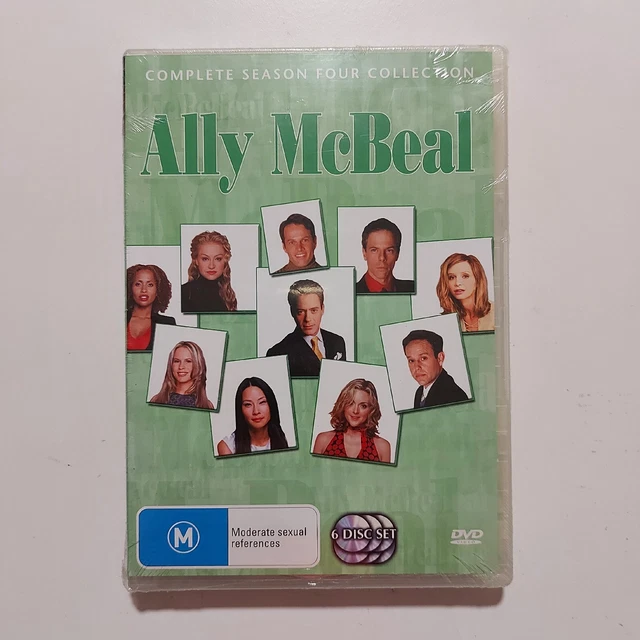 COMPLETE SEASON FOUR COLLECTION
Ally McBeal
M
Moderate sexual
references
6 DISC SET
DVD